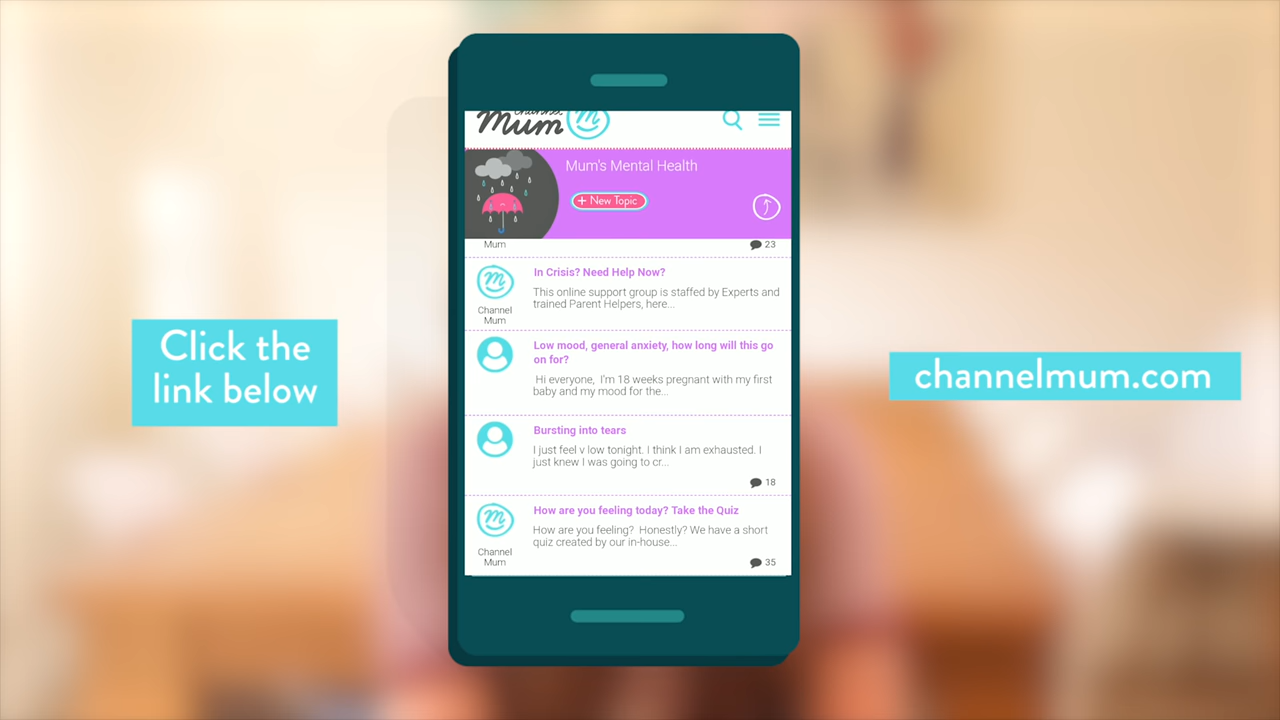 Click the
link below
channel
mum
m
Mum's Mental Health
+ New Topic
Mum
23
m
Channel
Mum
In Crisis? Need Help Now?
This online support group is staffed by Experts and
trained Parent Helpers, here...
Low mood, general anxiety, how long will this go
on for?
Hi everyone, I'm 18 weeks pregnant with my first
baby and my mood for the...
Bursting into tears
I just feel v low tonight. I think I am exhausted. I
just knew I was going to cr...
18
m
Channel
Mum
How are you feeling today? Take the Quiz
How are you feeling? Honestly? We have a short
quiz created by our in-house...
35
channelmum.com